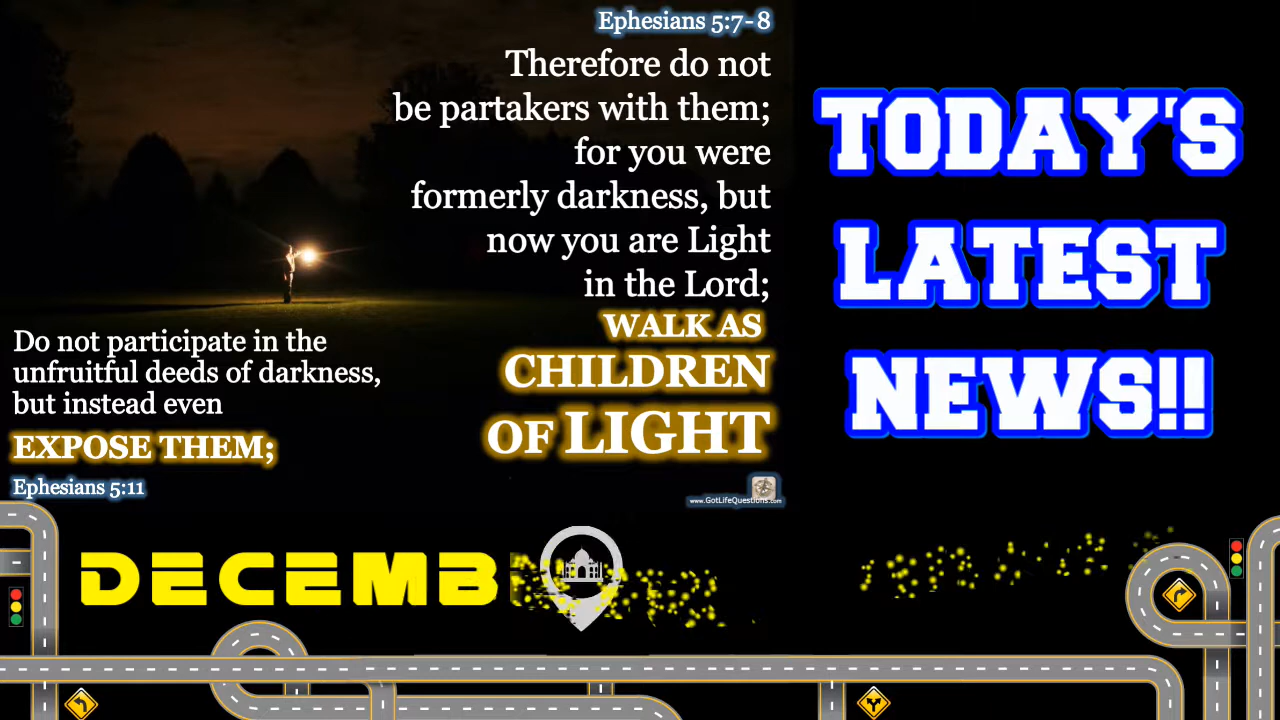 Ephesians 5:7-8
Therefore do not
be partakers with them;
for you were
formerly darkness, but
now you are Light
in the Lord;
WALK AS
CHILDREN
OF LIGHT
Do not participate in the
unfruitful deeds of darkness,
but instead even
EXPOSE THEM;
Ephesians 5:11
www.GotLifeQuestions.com
TODAY'S
LATEST
NEWS!!
DECEMB